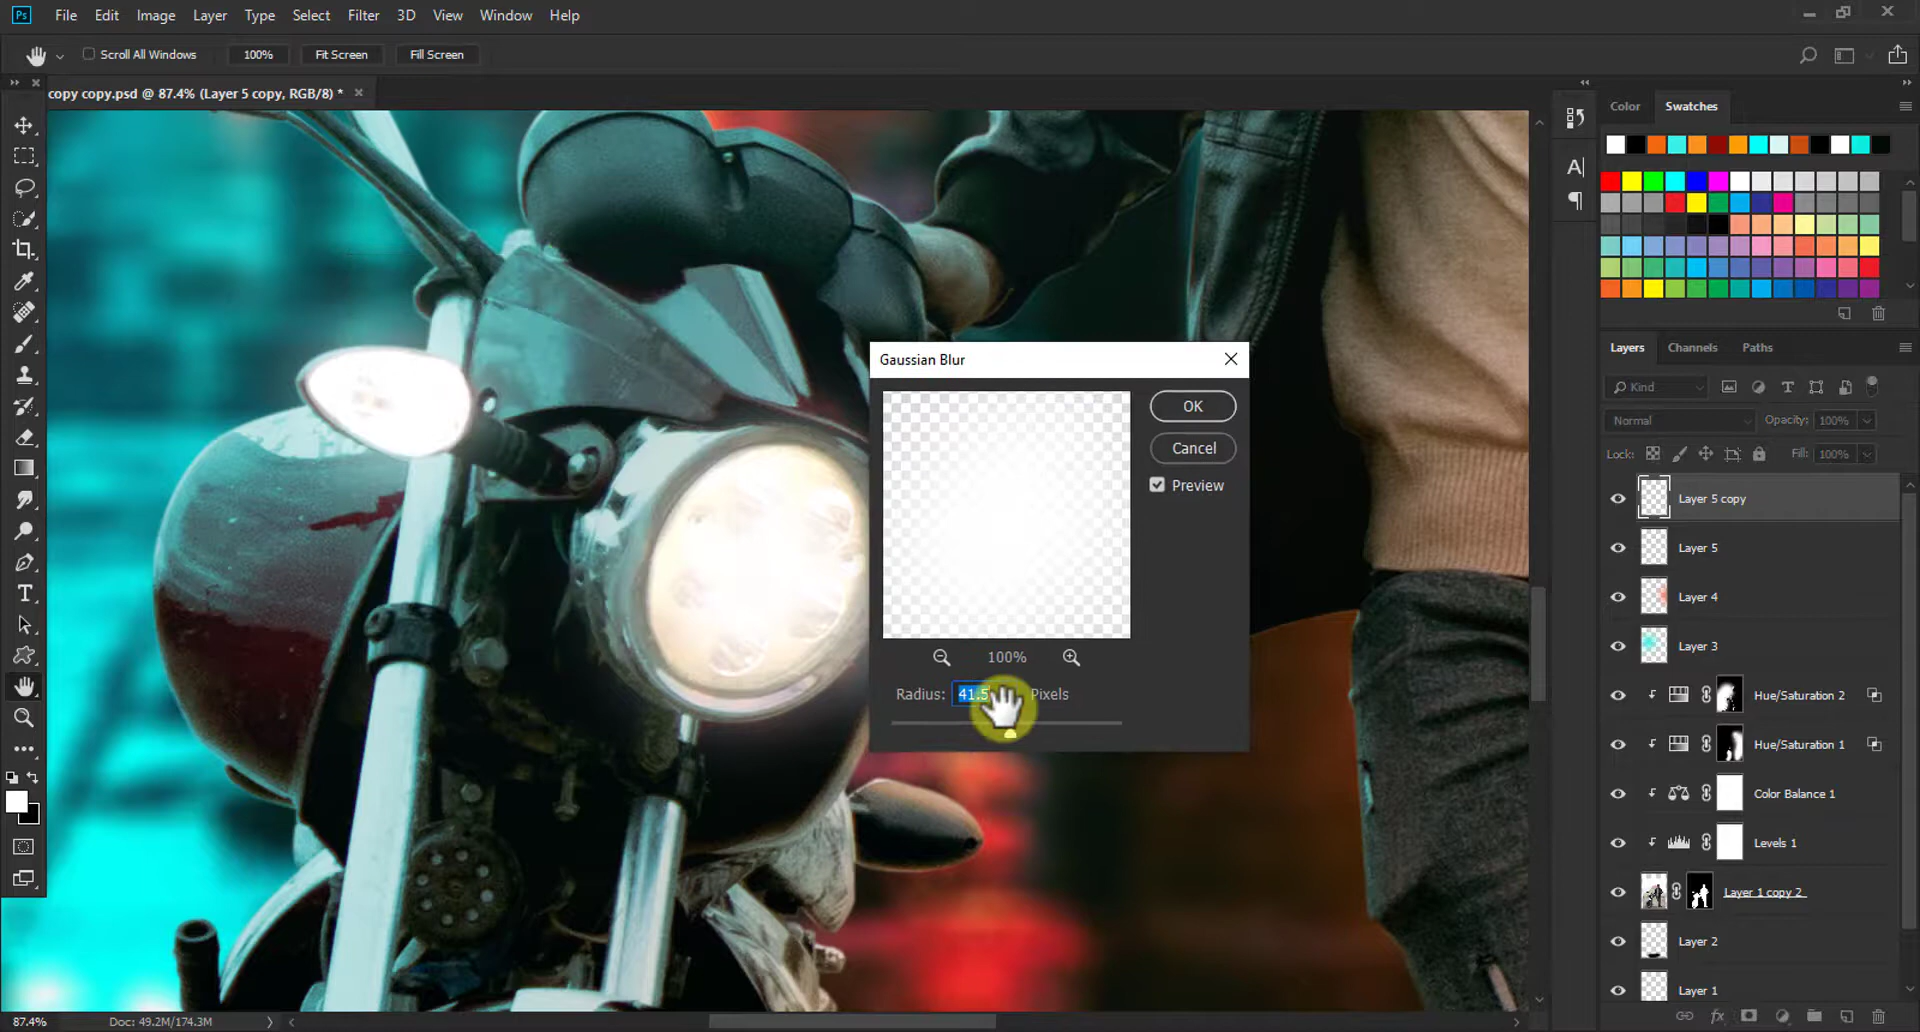 Ps File Edit Image Layer Type Select Filter 3D View Window Help
Scroll All Windows 100% Fit Screen Fill Screen
copy copy.psd @ 87.4% (Layer 5 copy, RGB/8) *
Color Swatches
Gaussian Blur
OK
Cancel
Preview
100%
Radius: 41.5 Pixels
Layers Channels Paths
Kind
Normal Opacity: 100%
Lock: Fill: 100%
Layer 5 copy
Layer 5
Layer 4
Layer 3
Hue/Saturation 2
Hue/Saturation 1
Color Balance 1
Levels 1
Layer 1 copy 2
Layer 2
Layer 1
87.4% Doc: 49.2M/174.3M